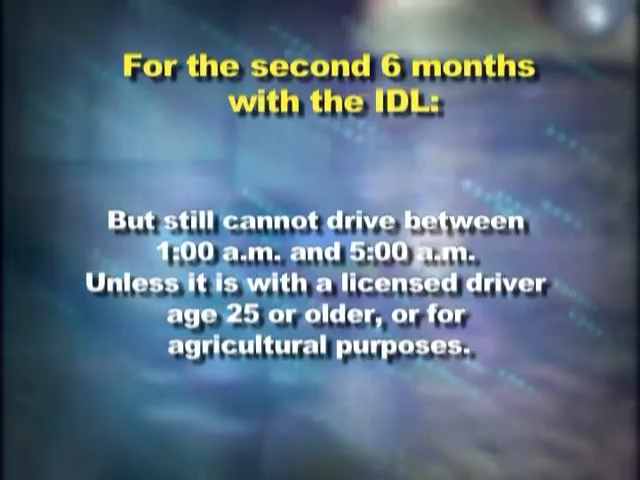 For the second 6 months
with the IDL:
But still cannot drive between
1:00 a.m. and 5:00 a.m.
Unless it is with a licensed driver
age 25 or older, or for
agricultural purposes.